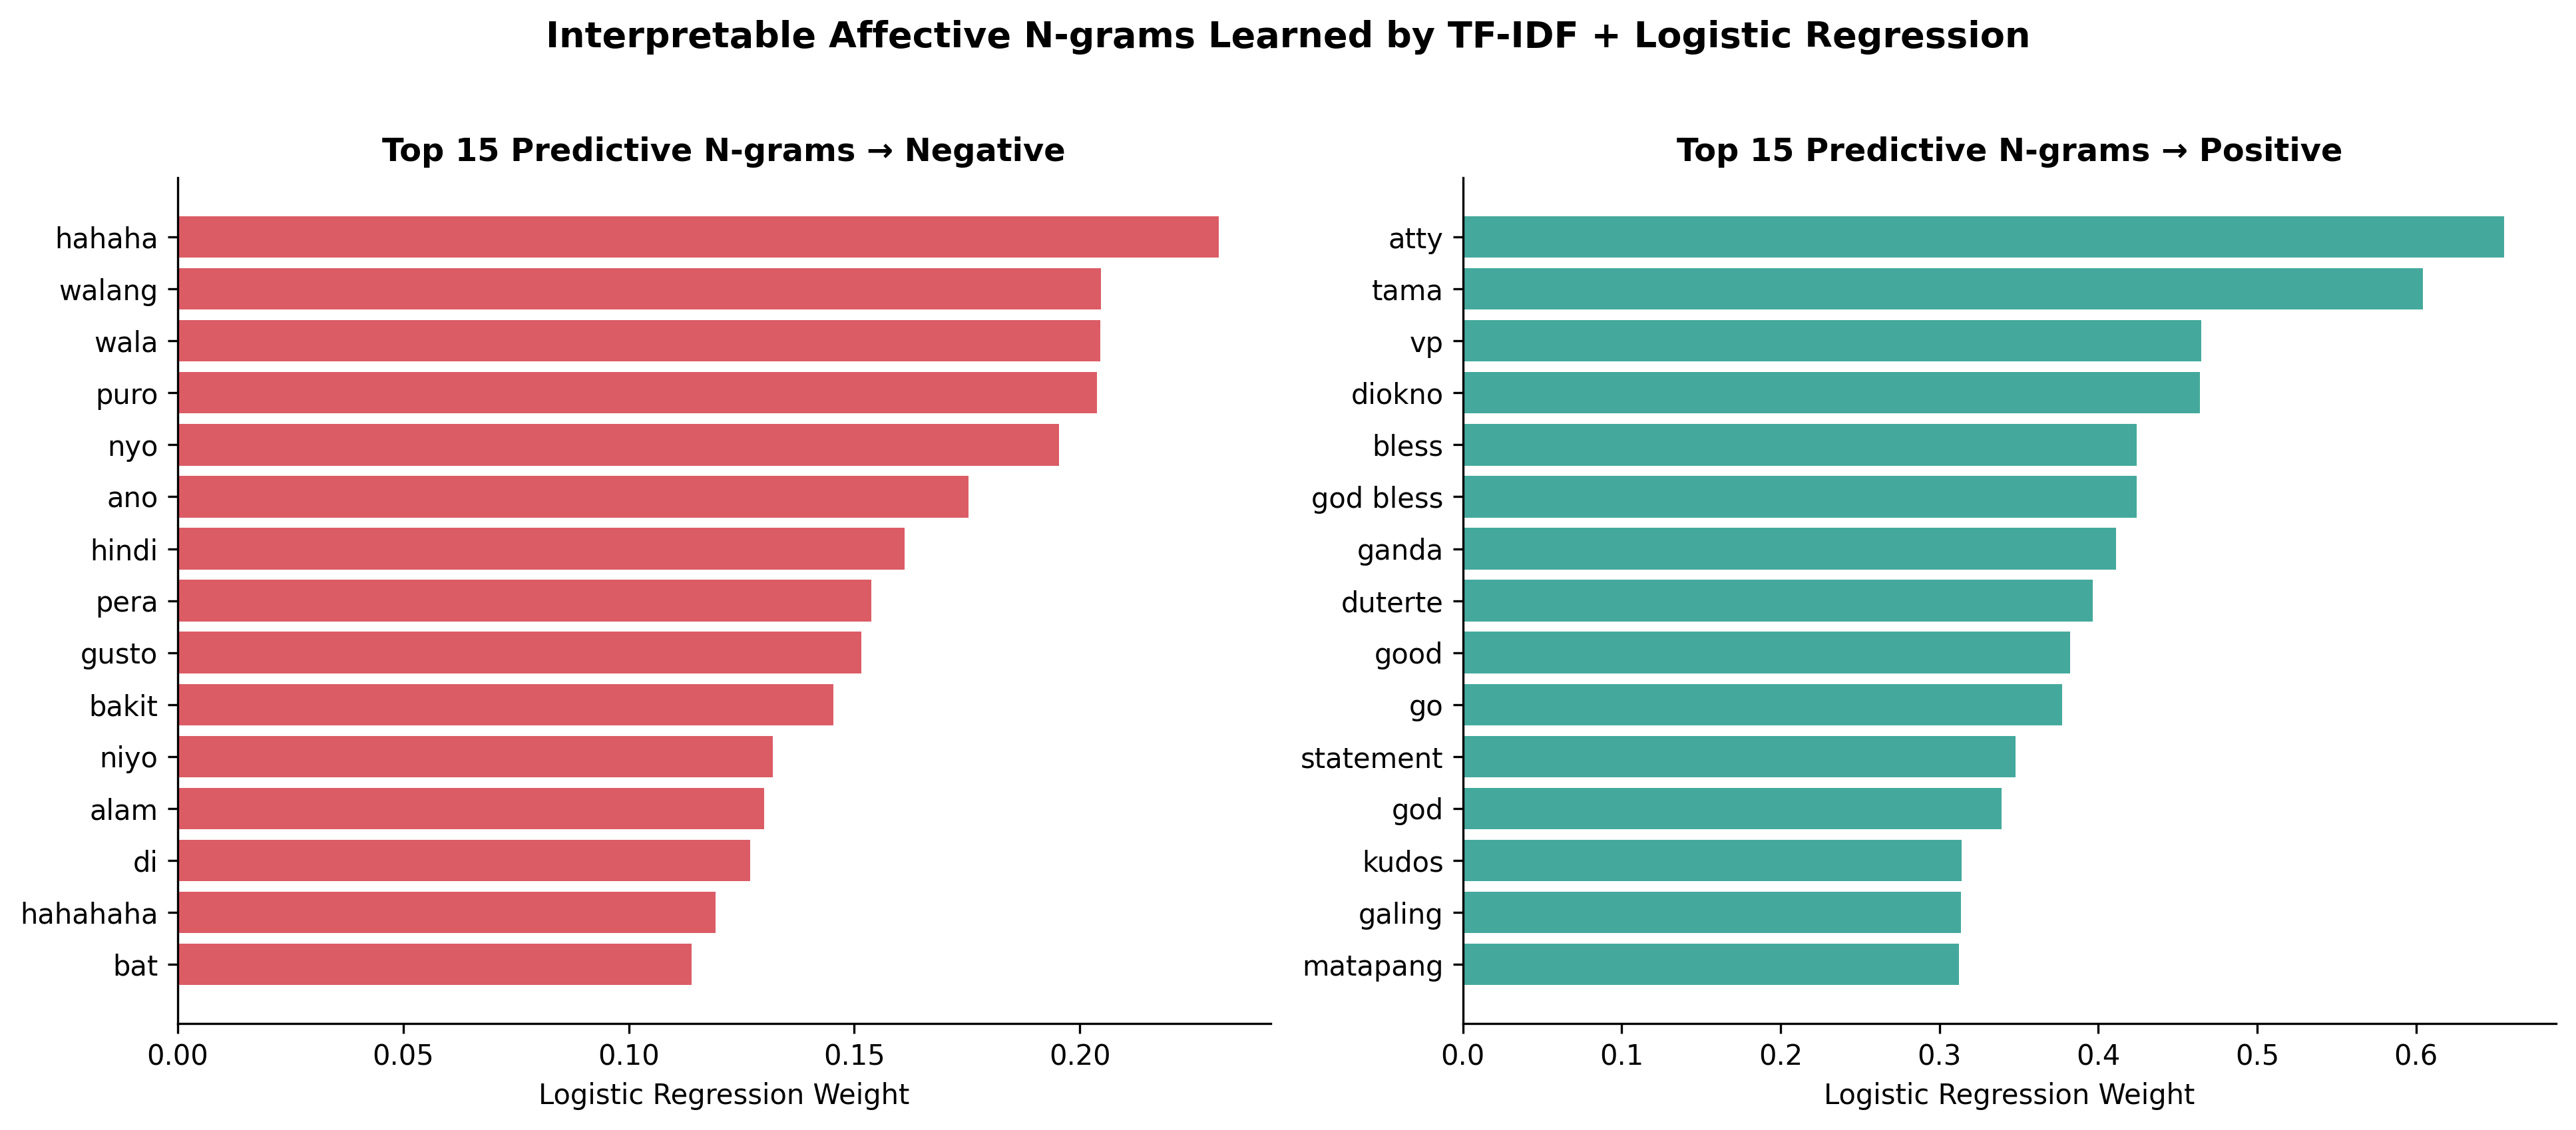 Interpretable Affective N-grams Learned by TF-IDF + Logistic Regression
Top 15 Predictive N-grams → Negative
hahaha
walang
wala
puro
nyo
ano
hindi
pera
gusto
bakit
niyo
alam
di
hahahaha
bat
0.00 0.05 0.10 0.15 0.20
Logistic Regression Weight
Top 15 Predictive N-grams → Positive
atty
tama
vp
diokno
bless
god bless
ganda
duterte
good
go
statement
god
kudos
galing
matapang
0.0 0.1 0.2 0.3 0.4 0.5 0.6
Logistic Regression Weight